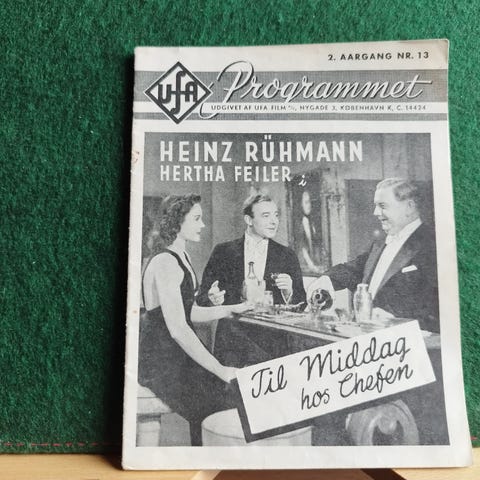 2. AARGANG NR. 13
UFA Programmet
UDGIVET AF UFA FILM A/S, NYGADE 3, KØBENHAVN K, C. 14424
HEINZ RÜHMANN
HERTHA FEILER i
Til Middag
hos Chefen